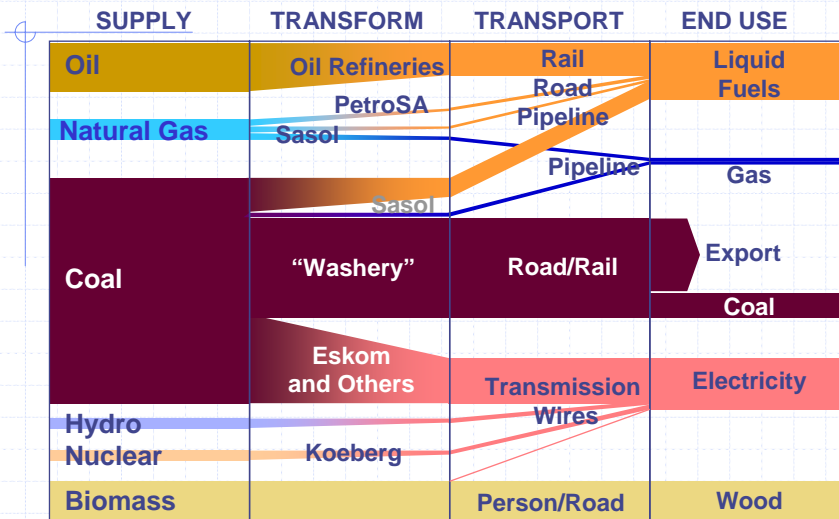 SUPPLY TRANSFORM TRANSPORT END USE
Oil Oil Refineries Rail Liquid
Road Fuels
PetroSA
Pipeline
Natural Gas Sasol
Pipeline Gas
Sasol
Export
Coal “Washery” Road/Rail
Coal
Eskom
and Others Transmission Electricity
Hydro Wires
Nuclear Koeberg
Biomass Person/Road Wood